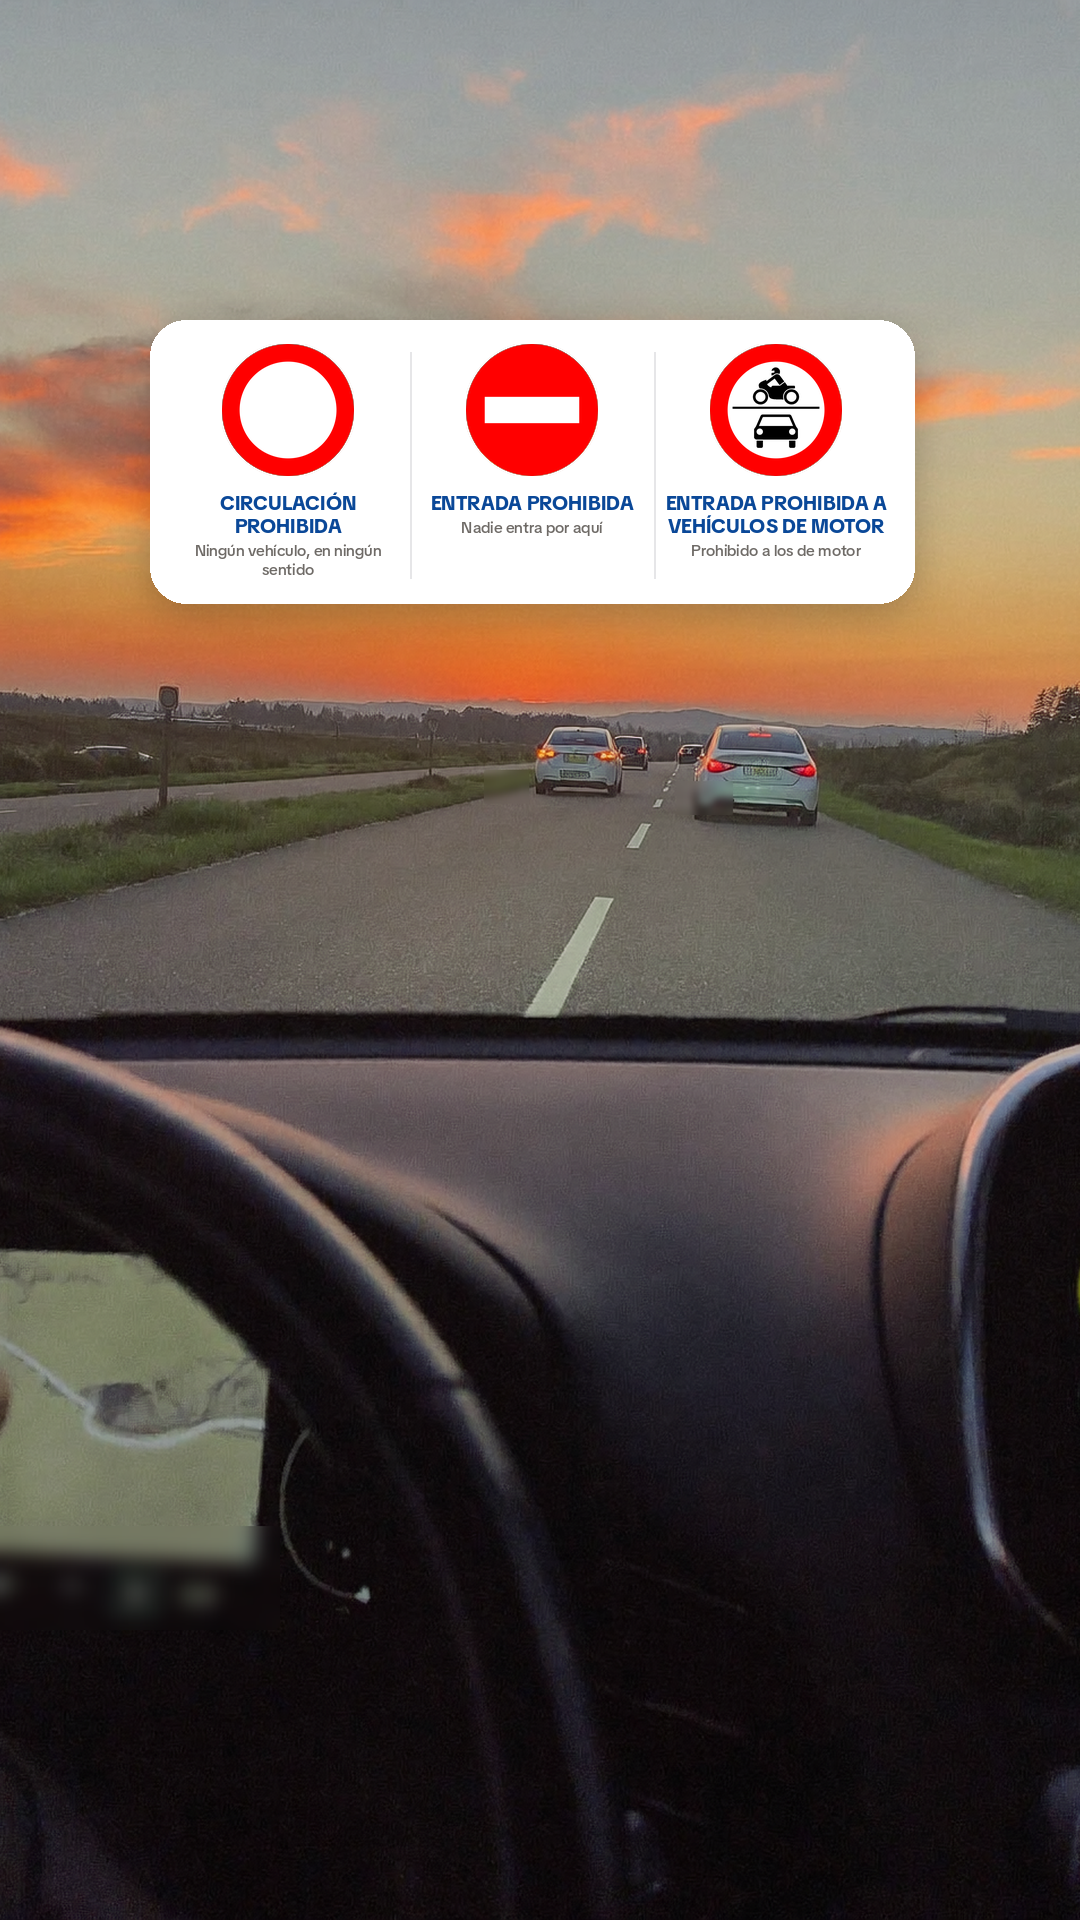 CIRCULACIÓN
PROHIBIDA
Ningún vehículo, en ningún
sentido
ENTRADA PROHIBIDA
Nadie entra por aquí
ENTRADA PROHIBIDA A
VEHÍCULOS DE MOTOR
Prohibido a los de motor